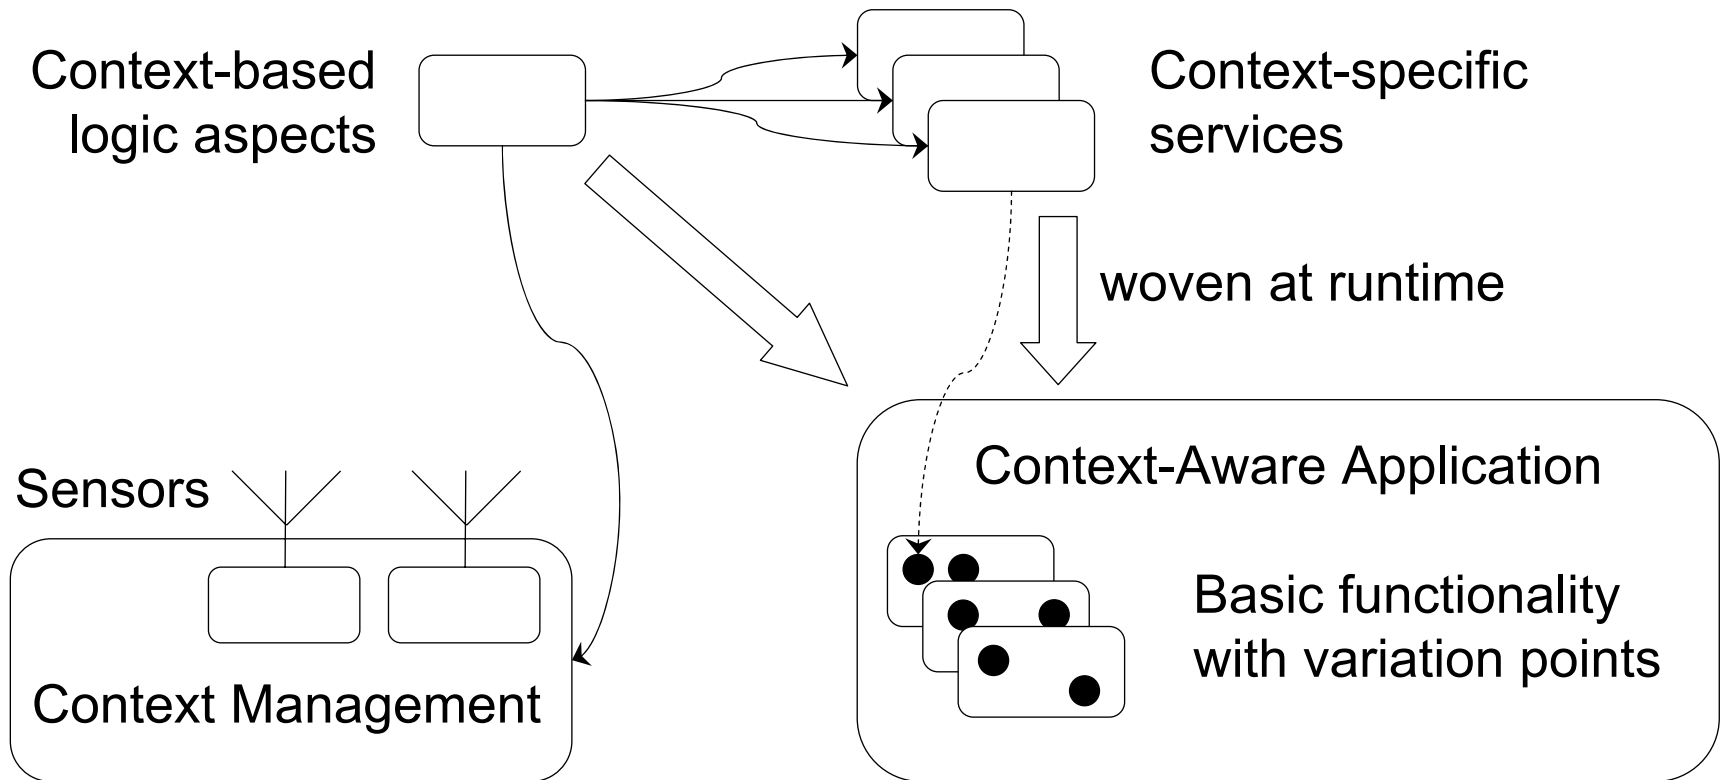 Context-based
logic aspects
Context-specific
services
woven at runtime
Sensors
Context Management
Context-Aware Application
Basic functionality
with variation points